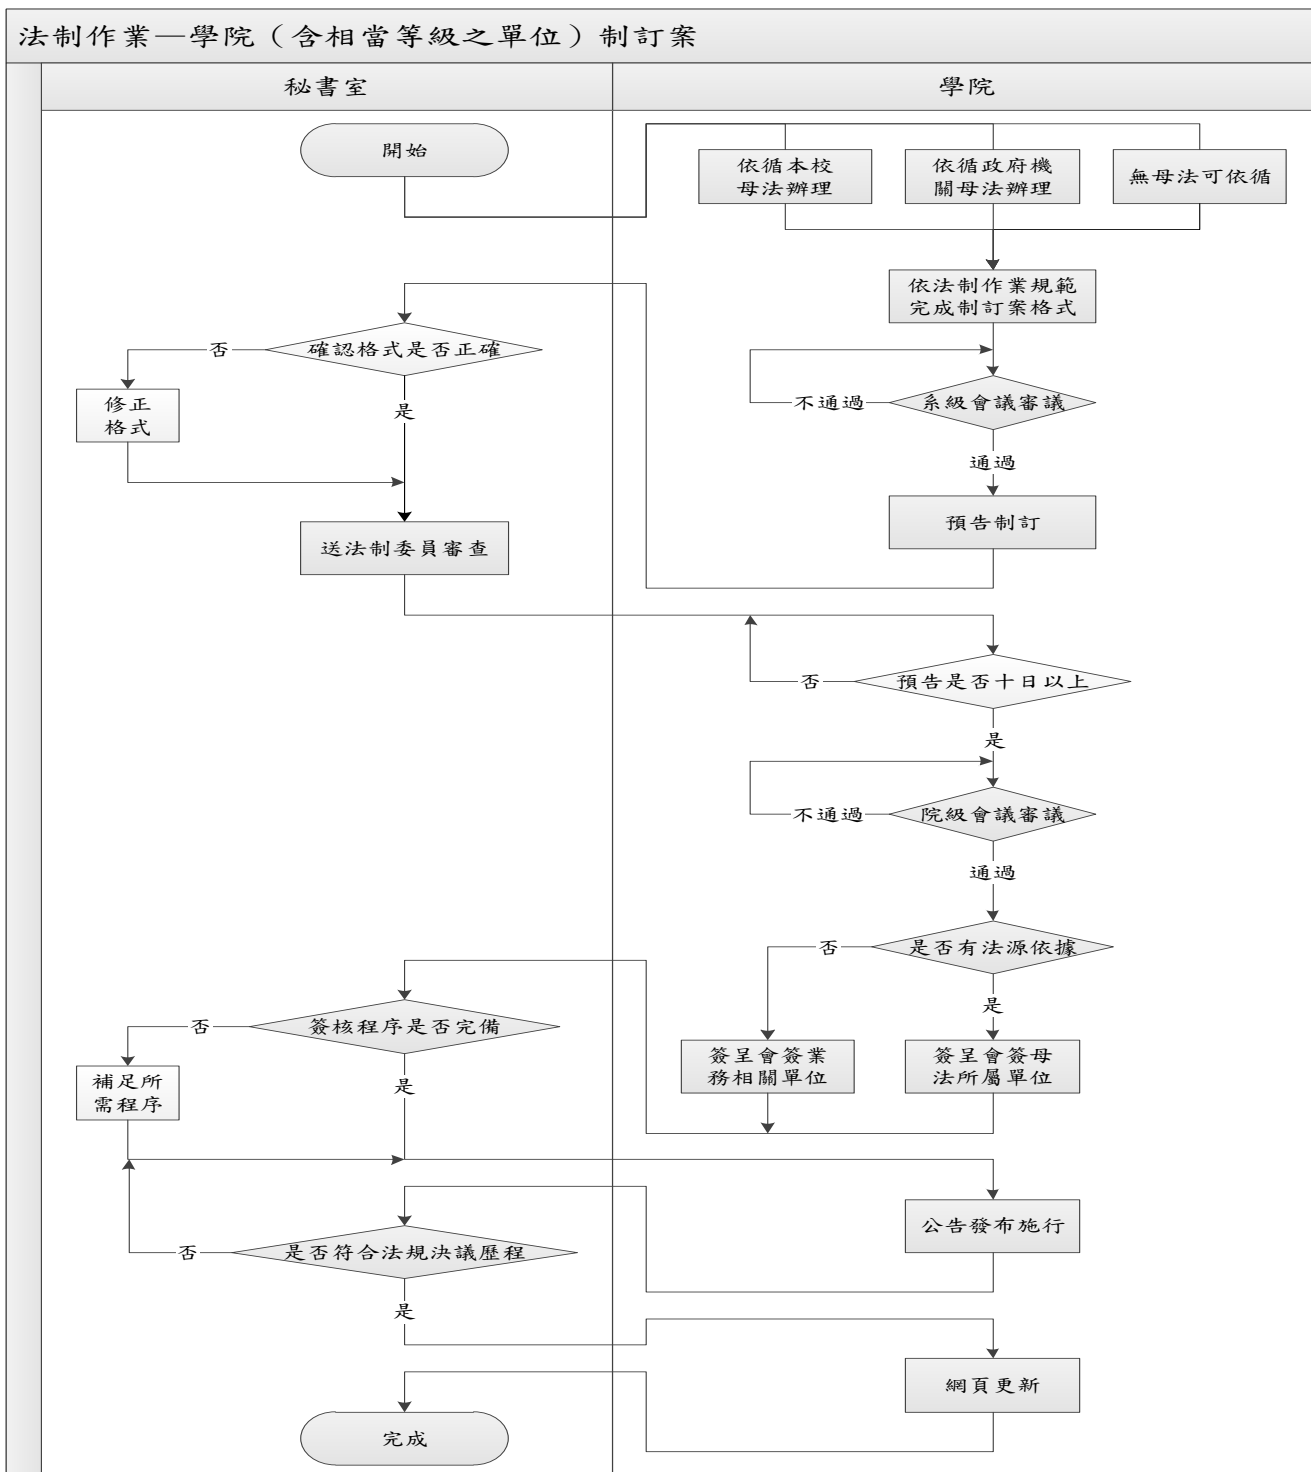 法制作業—學院（含相當等級之單位）制訂案
秘書室
學院
開始
依循本校
母法辦理
依循政府機
關母法辦理
無母法可依循
依法制作業規範
完成制訂案格式
否
確認格式是否正確
修正
格式
是
不通過
系級會議審議
通過
預告制訂
送法制委員審查
否
預告是否十日以上
是
不通過
院級會議審議
通過
否
是否有法源依據
是
否
簽核程序是否完備
簽呈會簽業
務相關單位
簽呈會簽母
法所屬單位
補足所
需程序
是
公告發布施行
否
是否符合法規決議歷程
是
網頁更新
完成